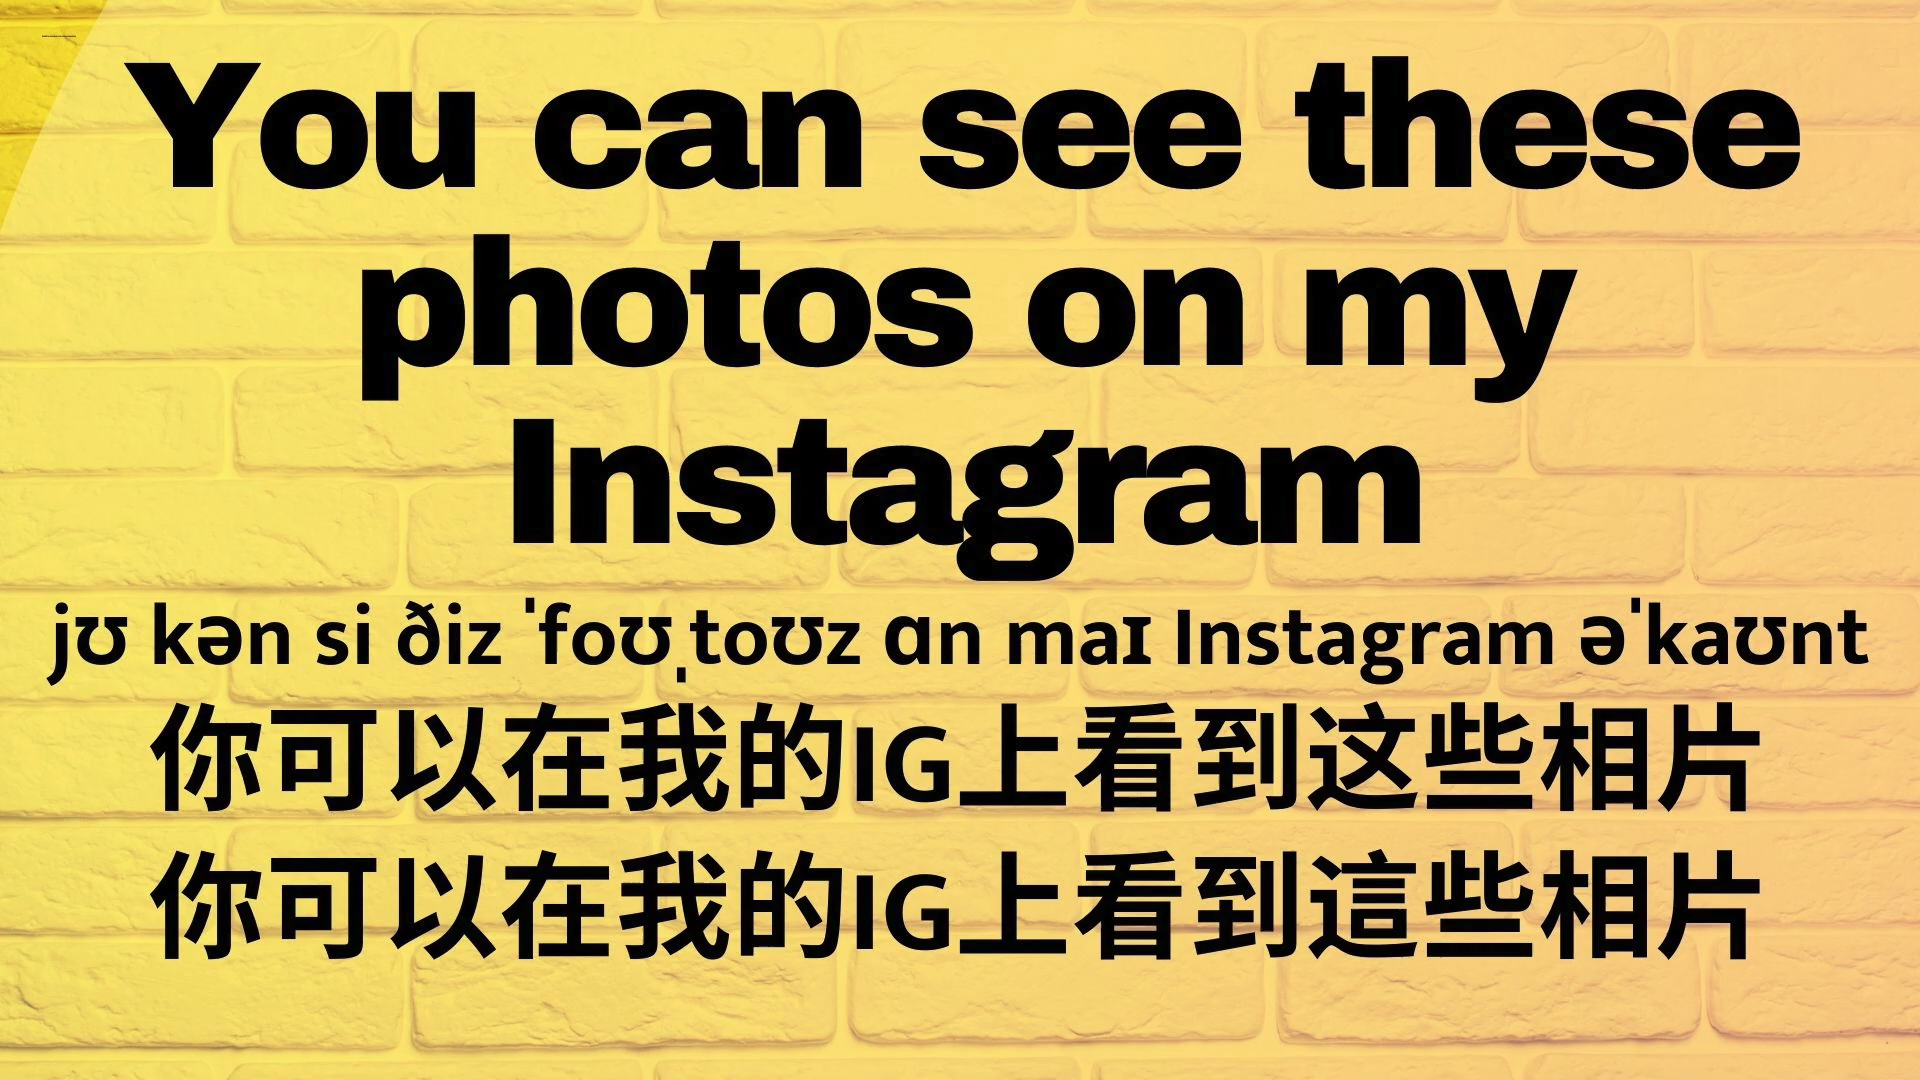 You can see these
photos on my
Instagram
jʊ kən si ðiz ˈfoʊˌtoʊz ɑn maɪ Instagram əˈkaʊnt
你可以在我的IG上看到这些相片
你可以在我的IG上看到這些相片